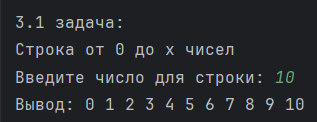 3.1 задача:
Строка от 0 до x чисел
Введите число для строки: 10
Вывод: 0 1 2 3 4 5 6 7 8 9 10